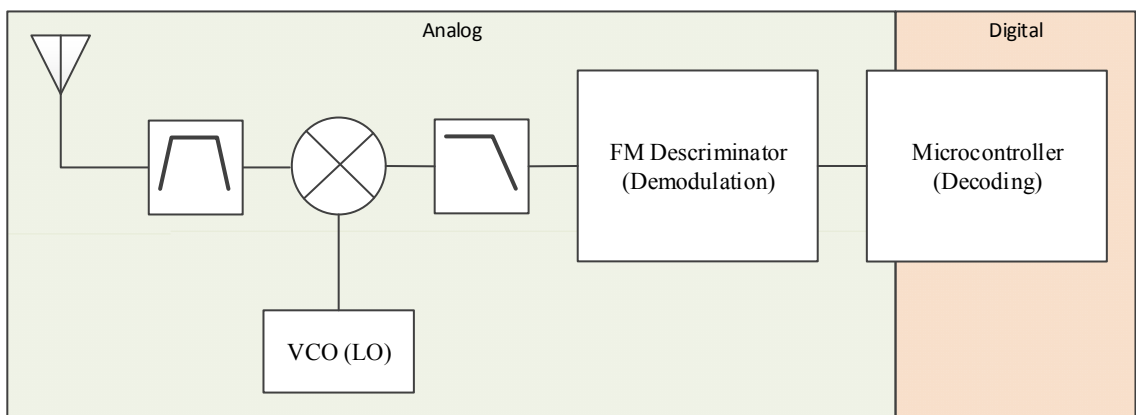 Analog
Digital
FM Descriminator
(Demodulation)
Microcontroller
(Decoding)
VCO (LO)